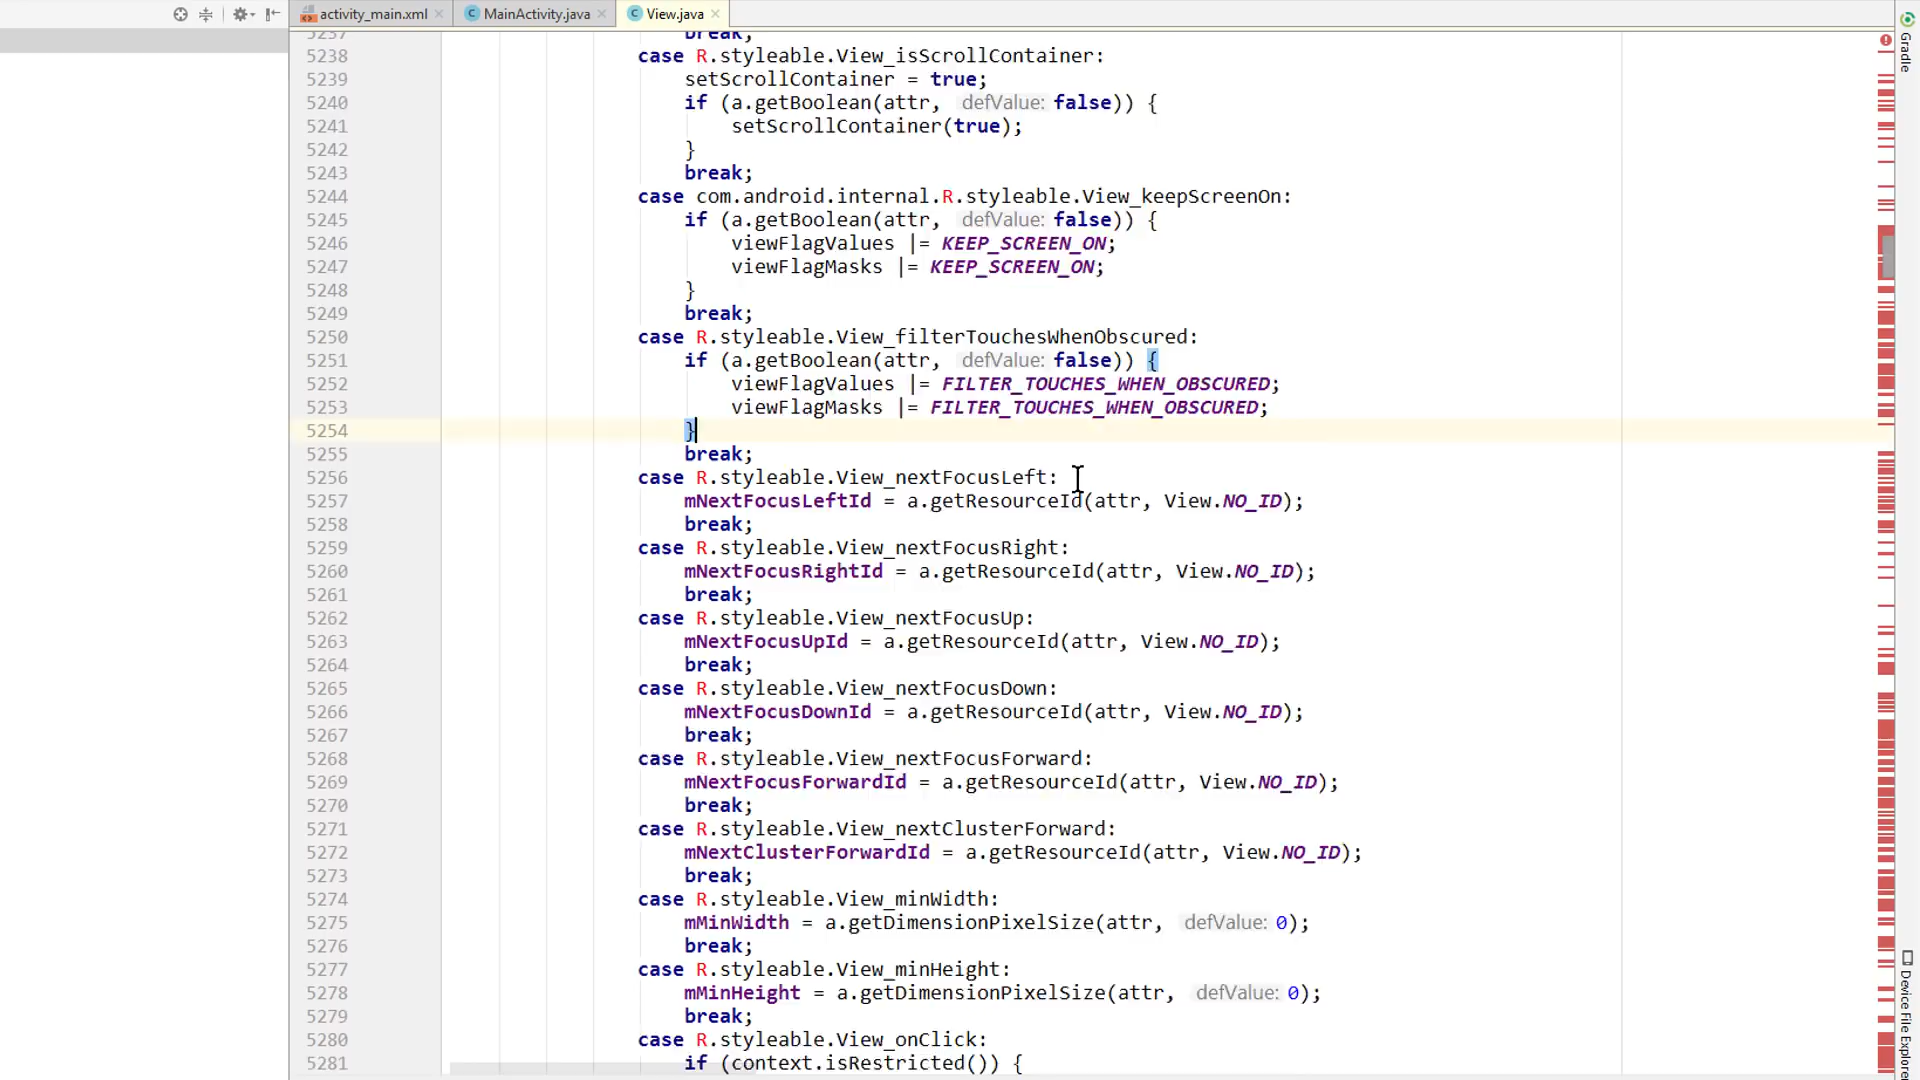 activity_main.xml
MainActivity.java
View.java
5237 break;
5238 case R.styleable.View_isScrollContainer:
5239 setScrollContainer = true;
5240 if (a.getBoolean(attr, defValue: false)) {
5241 setScrollContainer(true);
5242 }
5243 break;
5244 case com.android.internal.R.styleable.View_keepScreenOn:
5245 if (a.getBoolean(attr, defValue: false)) {
5246 viewFlagValues |= KEEP_SCREEN_ON;
5247 viewFlagMasks |= KEEP_SCREEN_ON;
5248 }
5249 break;
5250 case R.styleable.View_filterTouchesWhenObscured:
5251 if (a.getBoolean(attr, defValue: false)) {
5252 viewFlagValues |= FILTER_TOUCHES_WHEN_OBSCURED;
5253 viewFlagMasks |= FILTER_TOUCHES_WHEN_OBSCURED;
5254 }
5255 break;
5256 case R.styleable.View_nextFocusLeft:
5257 mNextFocusLeftId = a.getResourceId(attr, View.NO_ID);
5258 break;
5259 case R.styleable.View_nextFocusRight:
5260 mNextFocusRightId = a.getResourceId(attr, View.NO_ID);
5261 break;
5262 case R.styleable.View_nextFocusUp:
5263 mNextFocusUpId = a.getResourceId(attr, View.NO_ID);
5264 break;
5265 case R.styleable.View_nextFocusDown:
5266 mNextFocusDownId = a.getResourceId(attr, View.NO_ID);
5267 break;
5268 case R.styleable.View_nextFocusForward:
5269 mNextFocusForwardId = a.getResourceId(attr, View.NO_ID);
5270 break;
5271 case R.styleable.View_nextClusterForward:
5272 mNextClusterForwardId = a.getResourceId(attr, View.NO_ID);
5273 break;
5274 case R.styleable.View_minWidth:
5275 mMinWidth = a.getDimensionPixelSize(attr, defValue: 0);
5276 break;
5277 case R.styleable.View_minHeight:
5278 mMinHeight = a.getDimensionPixelSize(attr, defValue: 0);
5279 break;
5280 case R.styleable.View_onClick:
5281 if (context.isRestricted()) {
Gradle
Device File Explorer